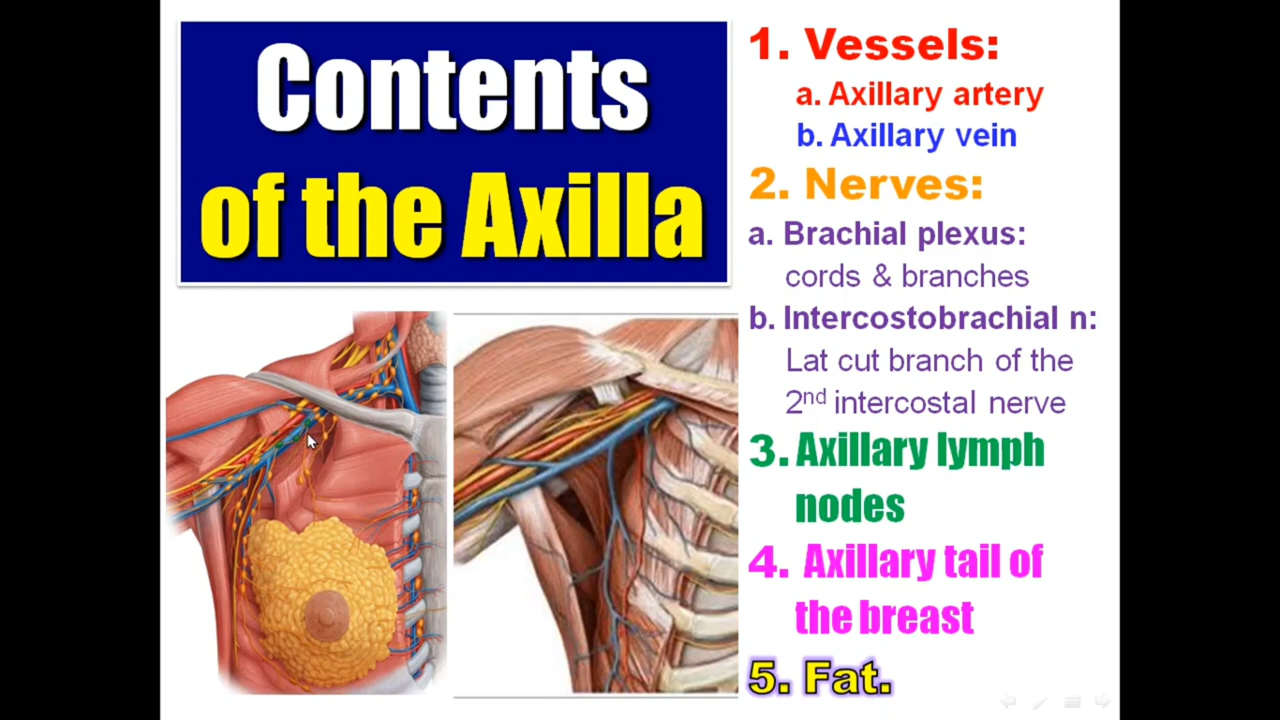 Contents
of the Axilla
1. Vessels:
a. Axillary artery
b. Axillary vein
2. Nerves:
a. Brachial plexus:
cords & branches
b. Intercostobrachial n:
Lat cut branch of the
2nd intercostal nerve
3. Axillary lymph
nodes
4. Axillary tail of
the breast
5. Fat.